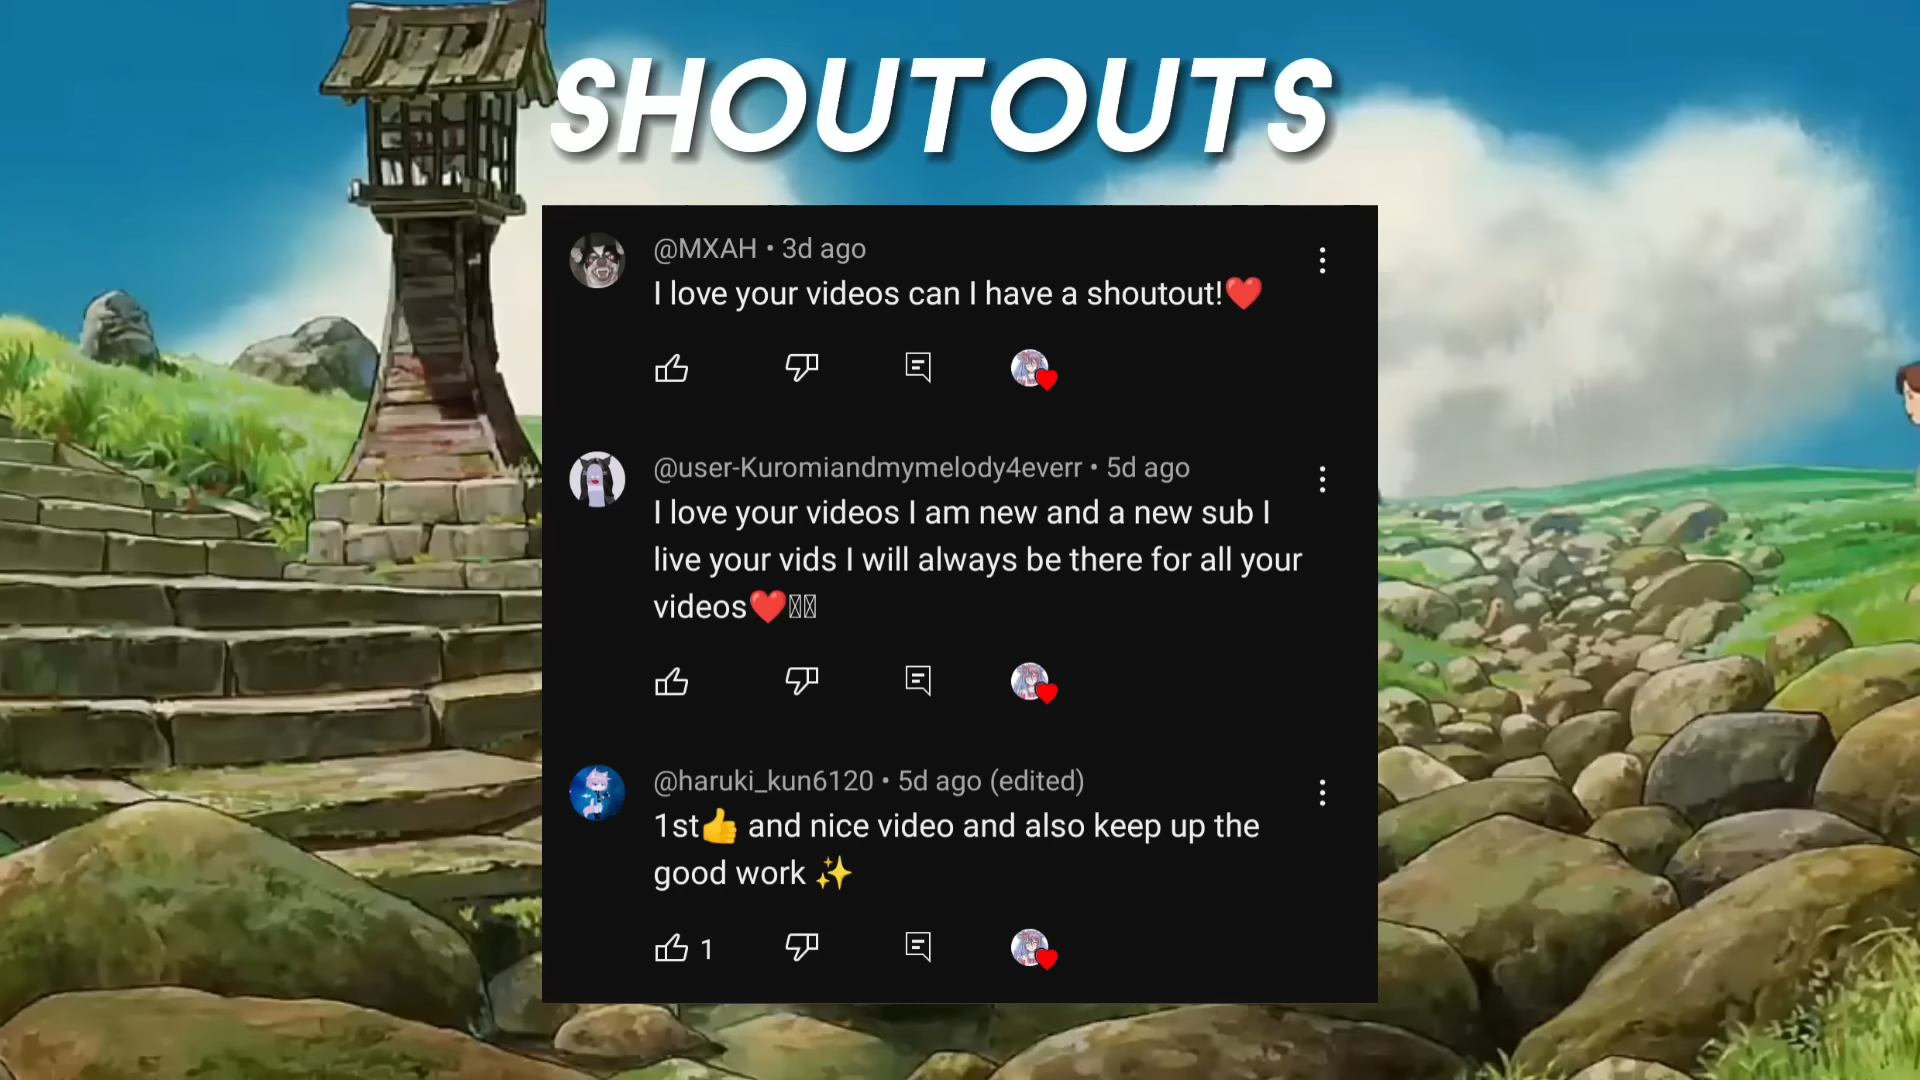 SHOUTOUTS
@MXAH • 3d ago
I love your videos can I have a shoutout!❤️
@user-Kuromiandmymelody4everr • 5d ago
I love your videos I am new and a new sub I
live your vids I will always be there for all your
videos❤️
@haruki_kun6120 • 5d ago (edited)
1st👍 and nice video and also keep up the
good work ✨
1